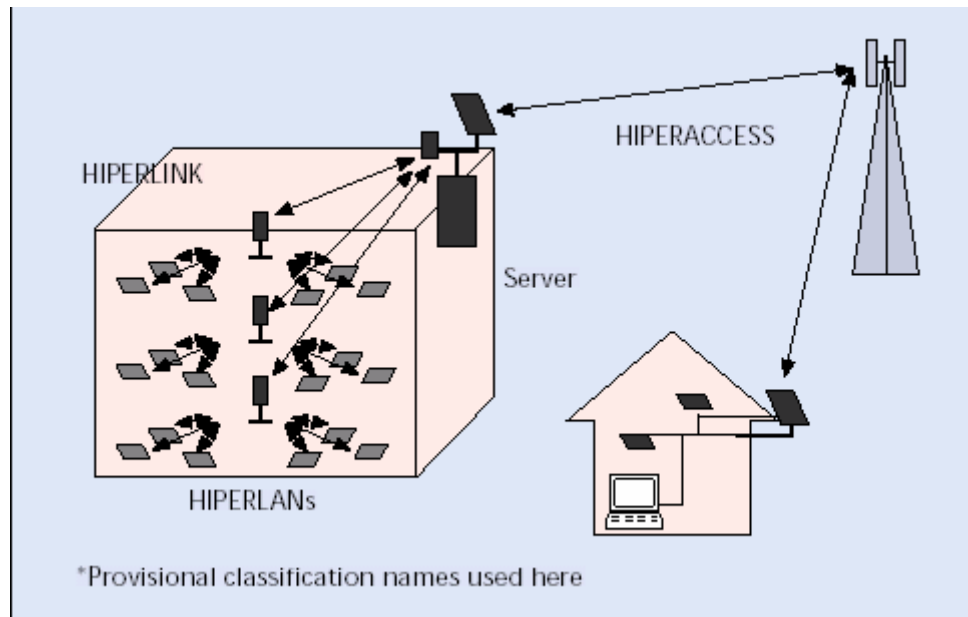 HIPERACCESS
HIPERLINK
Server
HIPERLANs
*Provisional classification names used here